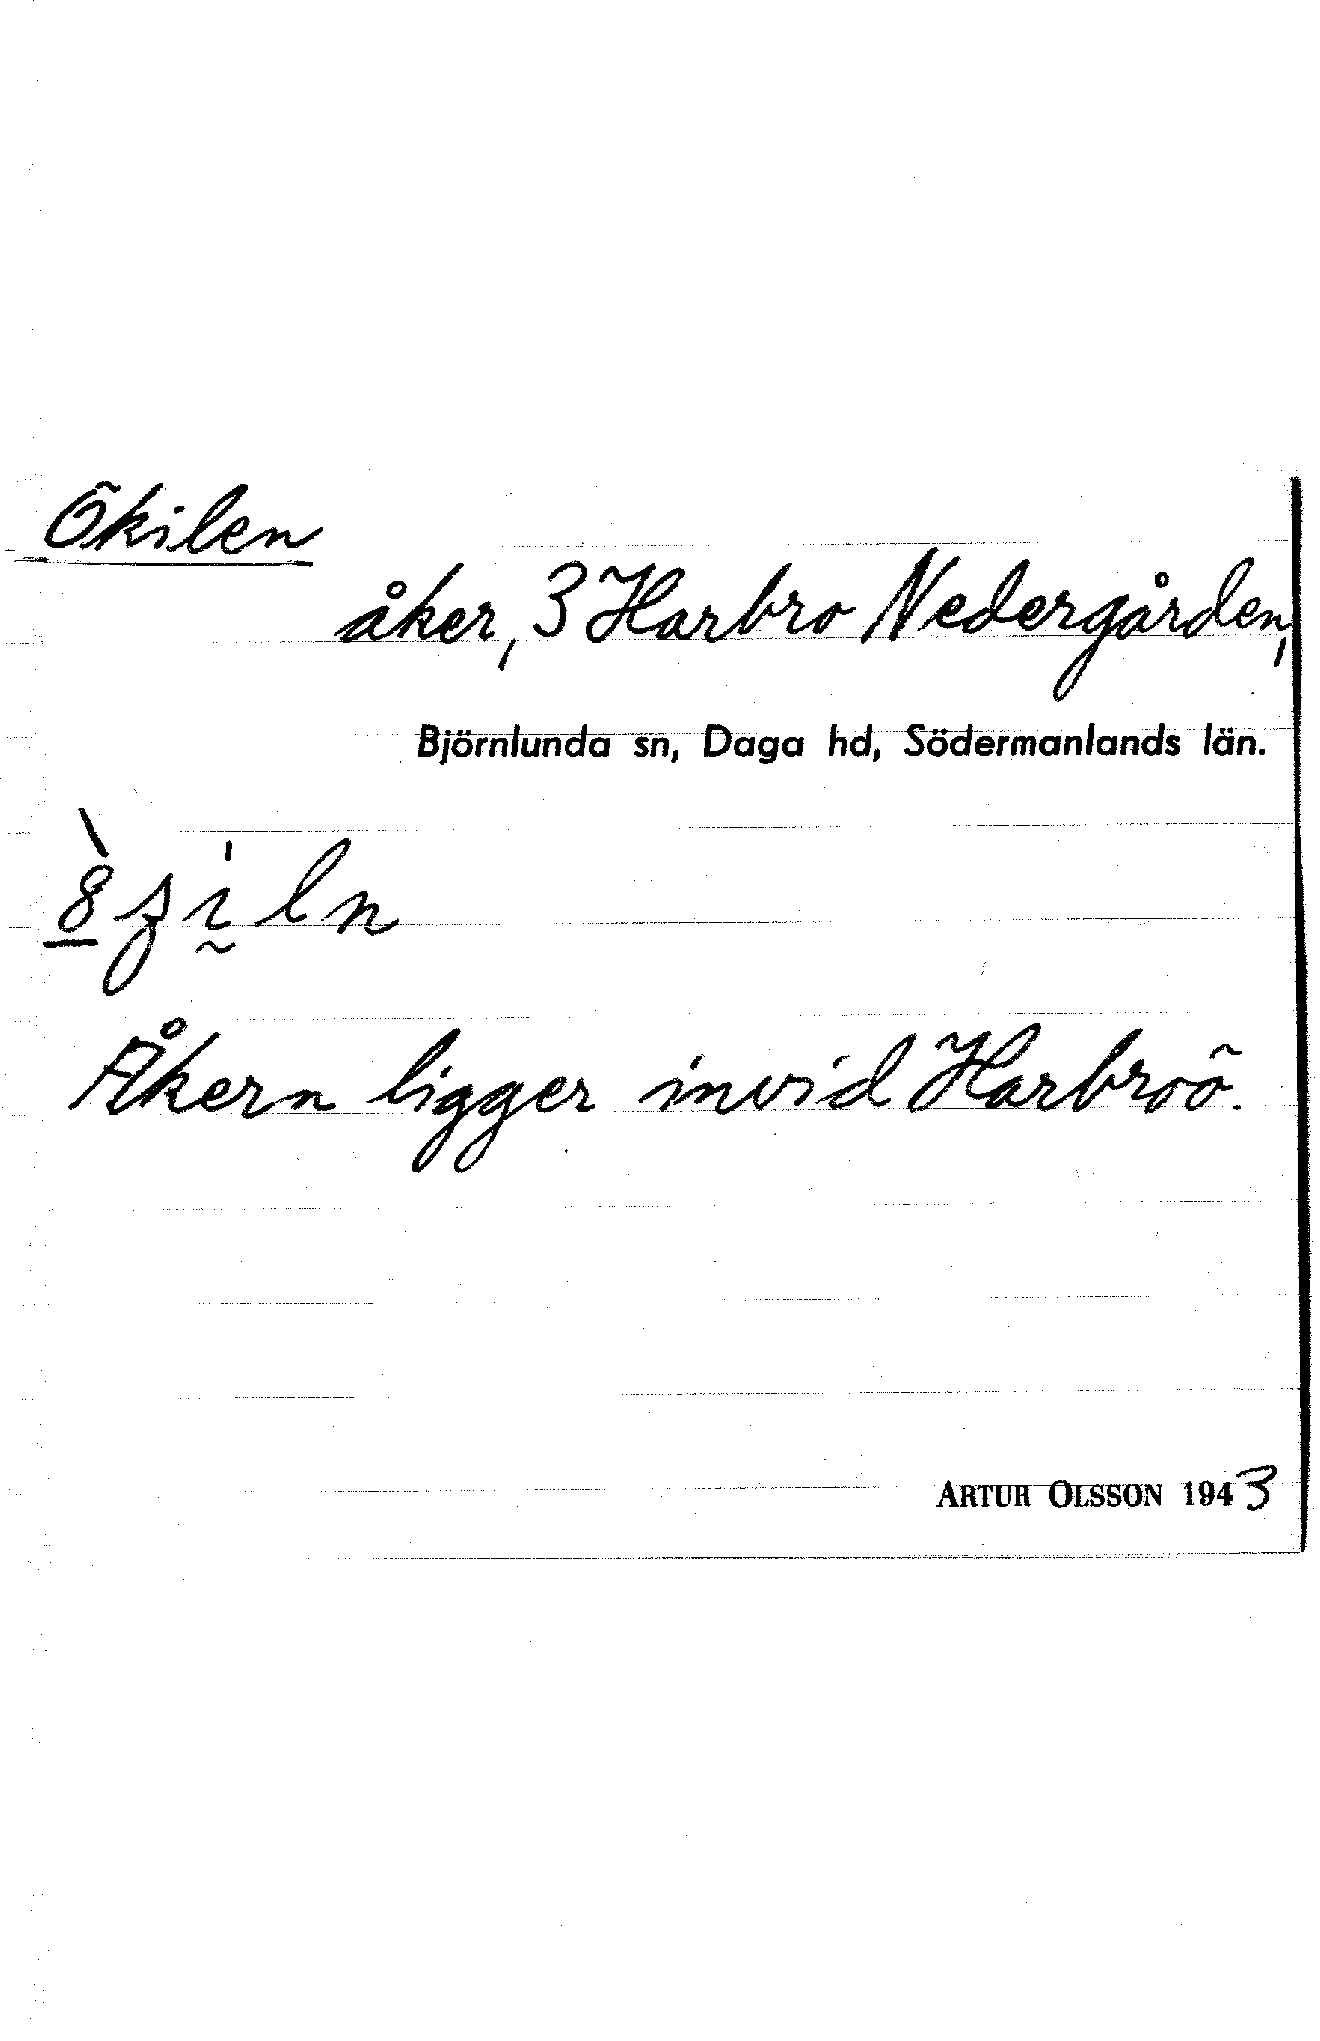 Ökilen
åker, 3 Harbro Nedergården,
Björnlunda sn, Daga hd, Södermanlands län.
Åkern ligger invid Harbroö.
ARTUR OLSSON 1943